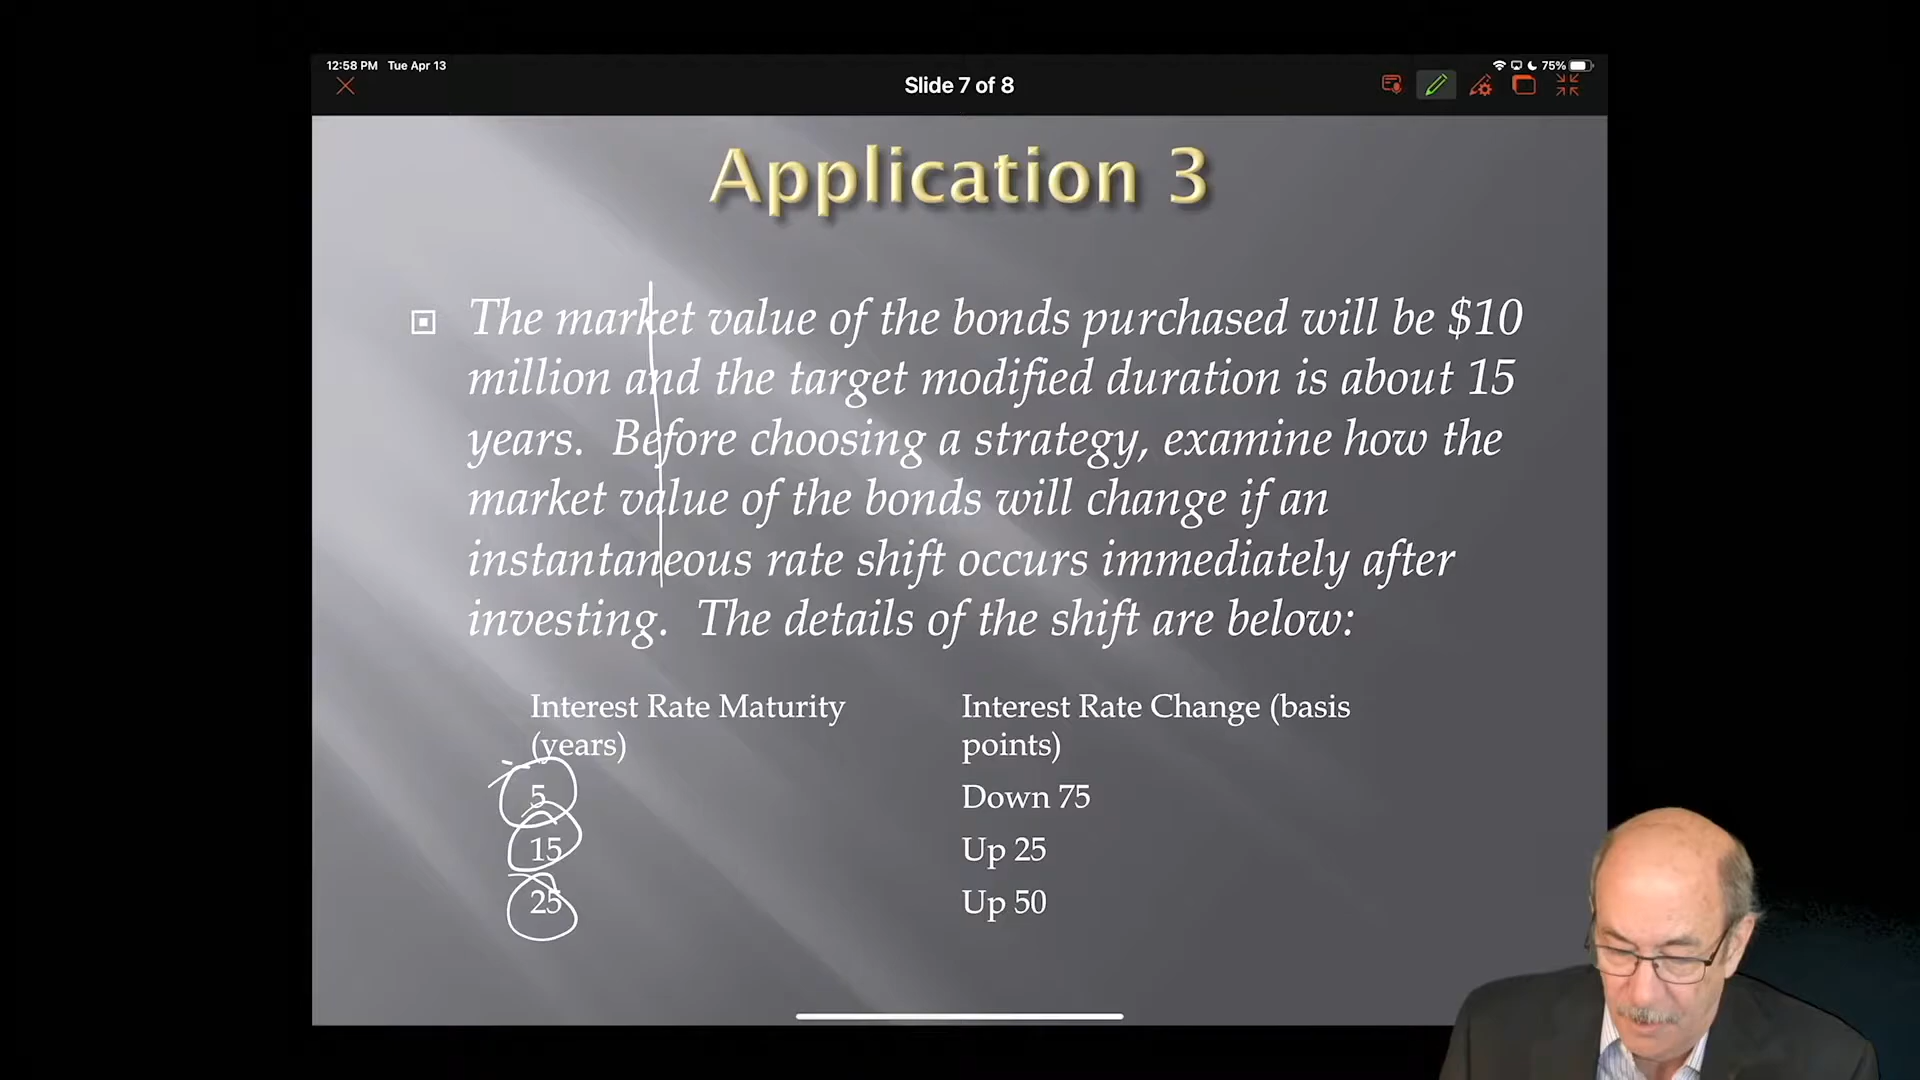 12:58 PM Tue Apr 13
75%
Slide 7 of 8
Application 3
The market value of the bonds purchased will be $10
million and the target modified duration is about 15
years. Before choosing a strategy, examine how the
market value of the bonds will change if an
instantaneous rate shift occurs immediately after
investing. The details of the shift are below:
Interest Rate Maturity
(years)
Interest Rate Change (basis
points)
5 Down 75
15 Up 25
25 Up 50